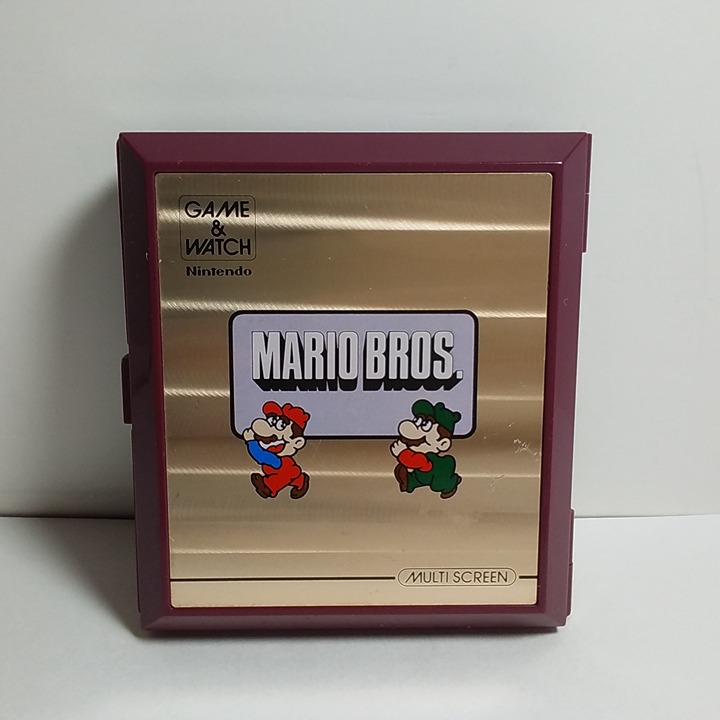 GAME
&
WATCH
Nintendo
MARIO BROS.
MULTI SCREEN